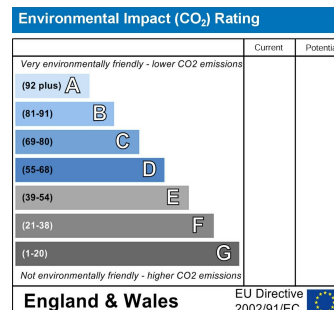 Environmental Impact (CO₂) Rating
Current Potentia
Very environmentally friendly - lower CO2 emissions
(92 plus) A
(81-91) B
(69-80) C
(55-68) D
(39-54) E
(21-38) F
(1-20) G
Not environmentally friendly - higher CO2 emissions
England & Wales
EU Directive
2002/91/EC